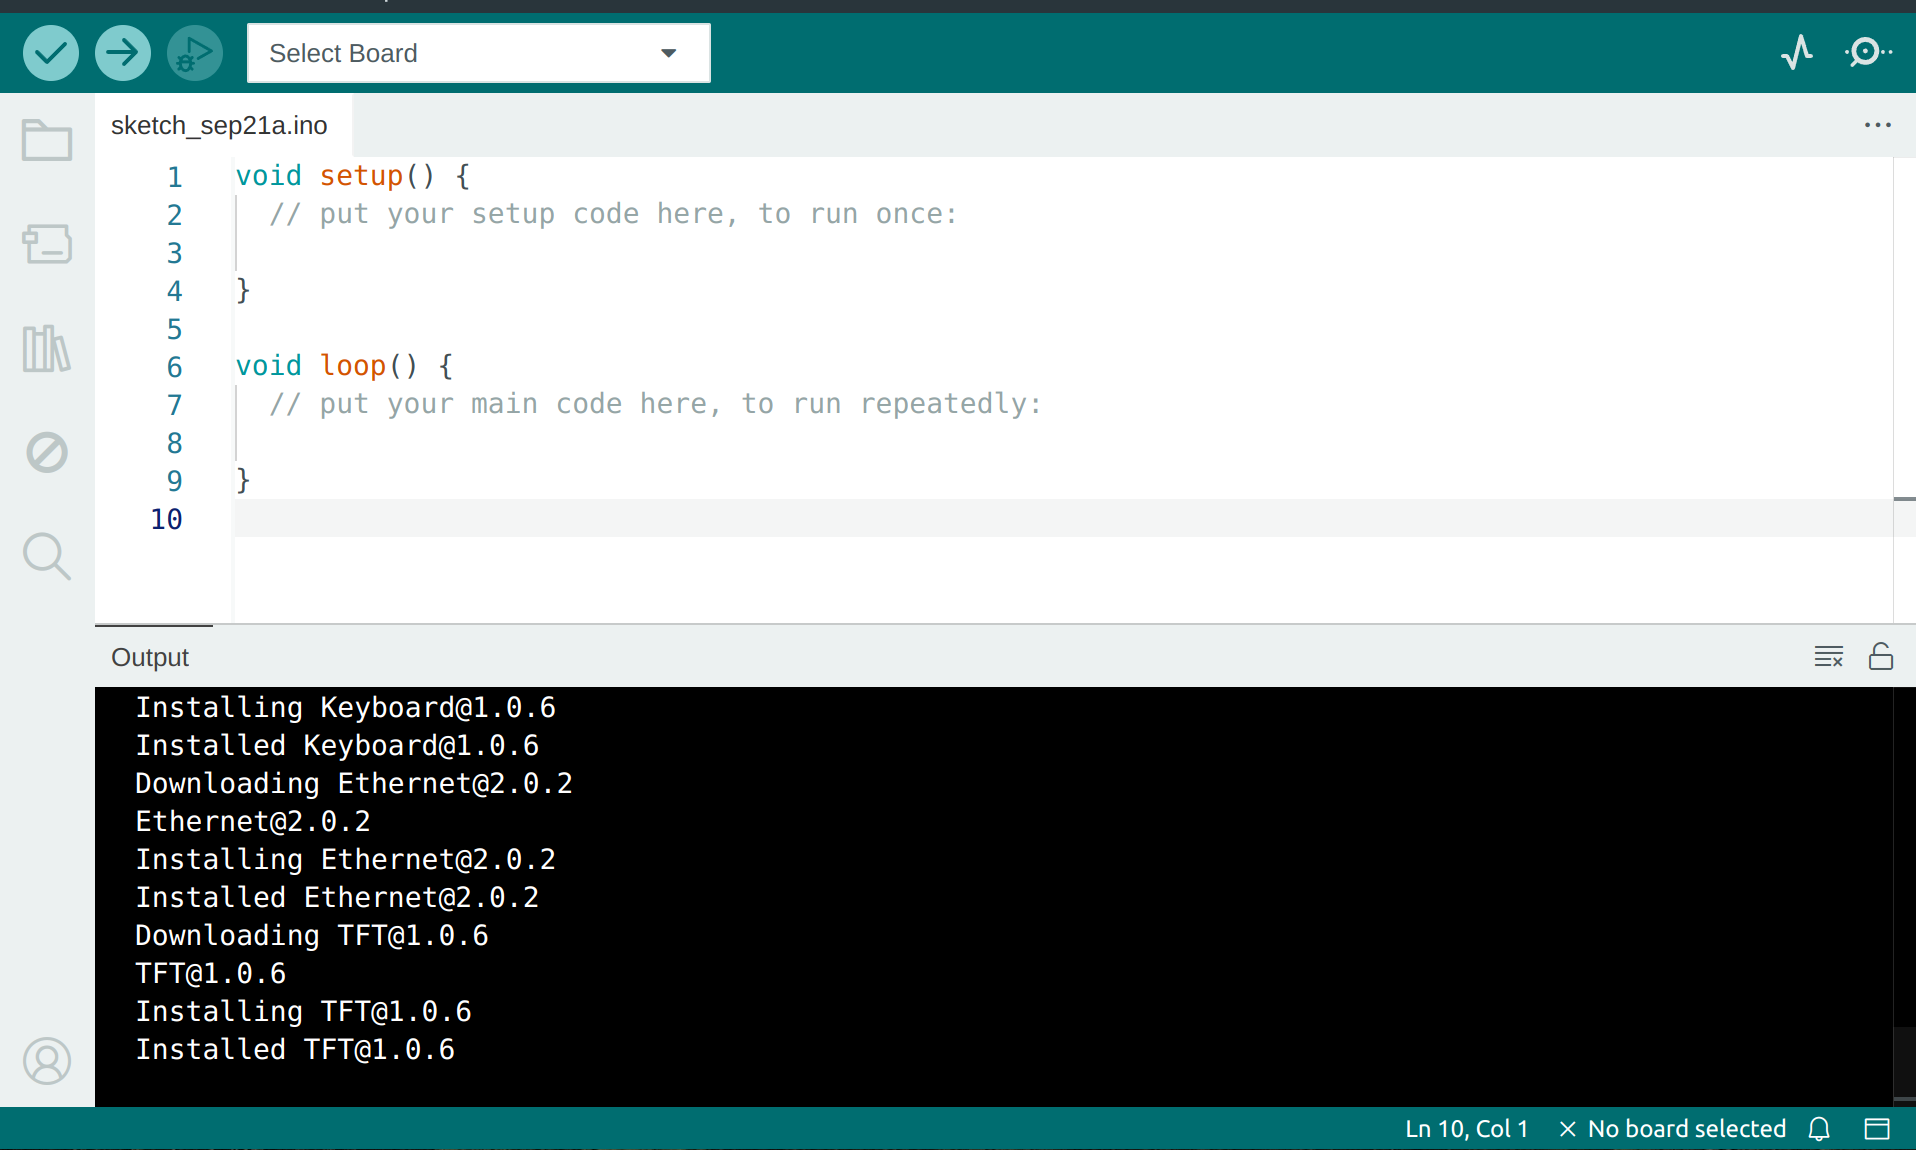 Select Board
sketch_sep21a.ino
1 void setup() {
2 // put your setup code here, to run once:
3
4 }
5
6 void loop() {
7 // put your main code here, to run repeatedly:
8
9 }
10
Output
Installing Keyboard@1.0.6
Installed Keyboard@1.0.6
Downloading Ethernet@2.0.2
Ethernet@2.0.2
Installing Ethernet@2.0.2
Installed Ethernet@2.0.2
Downloading TFT@1.0.6
TFT@1.0.6
Installing TFT@1.0.6
Installed TFT@1.0.6
Ln 10, Col 1 No board selected